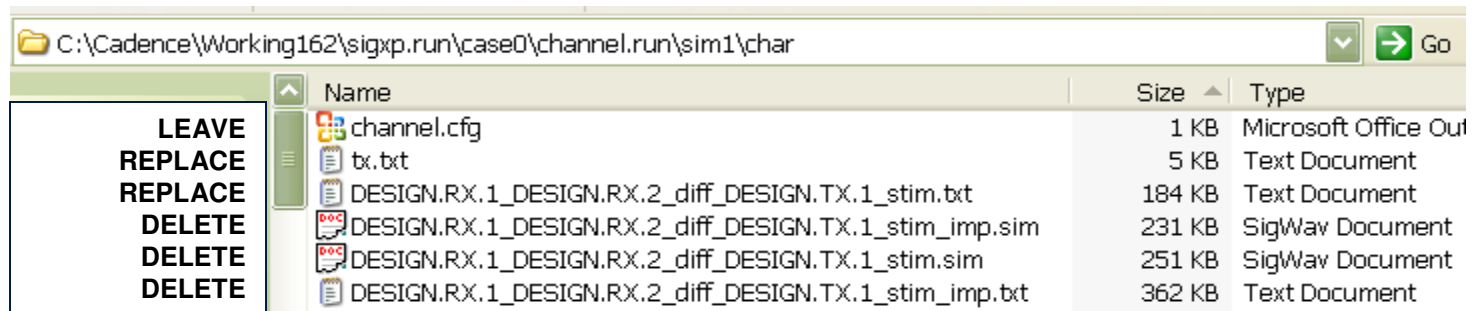 C:\Cadence\Working162\sigxp.run\case0\channel.run\sim1\char Go
Name Size Type
LEAVE channel.cfg 1 KB Microsoft Office Out
REPLACE tx.txt 5 KB Text Document
REPLACE DESIGN.RX.1_DESIGN.RX.2_diff_DESIGN.TX.1_stim.txt 184 KB Text Document
DELETE DOC DESIGN.RX.1_DESIGN.RX.2_diff_DESIGN.TX.1_stim_imp.sim 231 KB SigWav Document
DELETE DOC DESIGN.RX.1_DESIGN.RX.2_diff_DESIGN.TX.1_stim.sim 251 KB SigWav Document
DELETE DESIGN.RX.1_DESIGN.RX.2_diff_DESIGN.TX.1_stim_imp.txt 362 KB Text Document